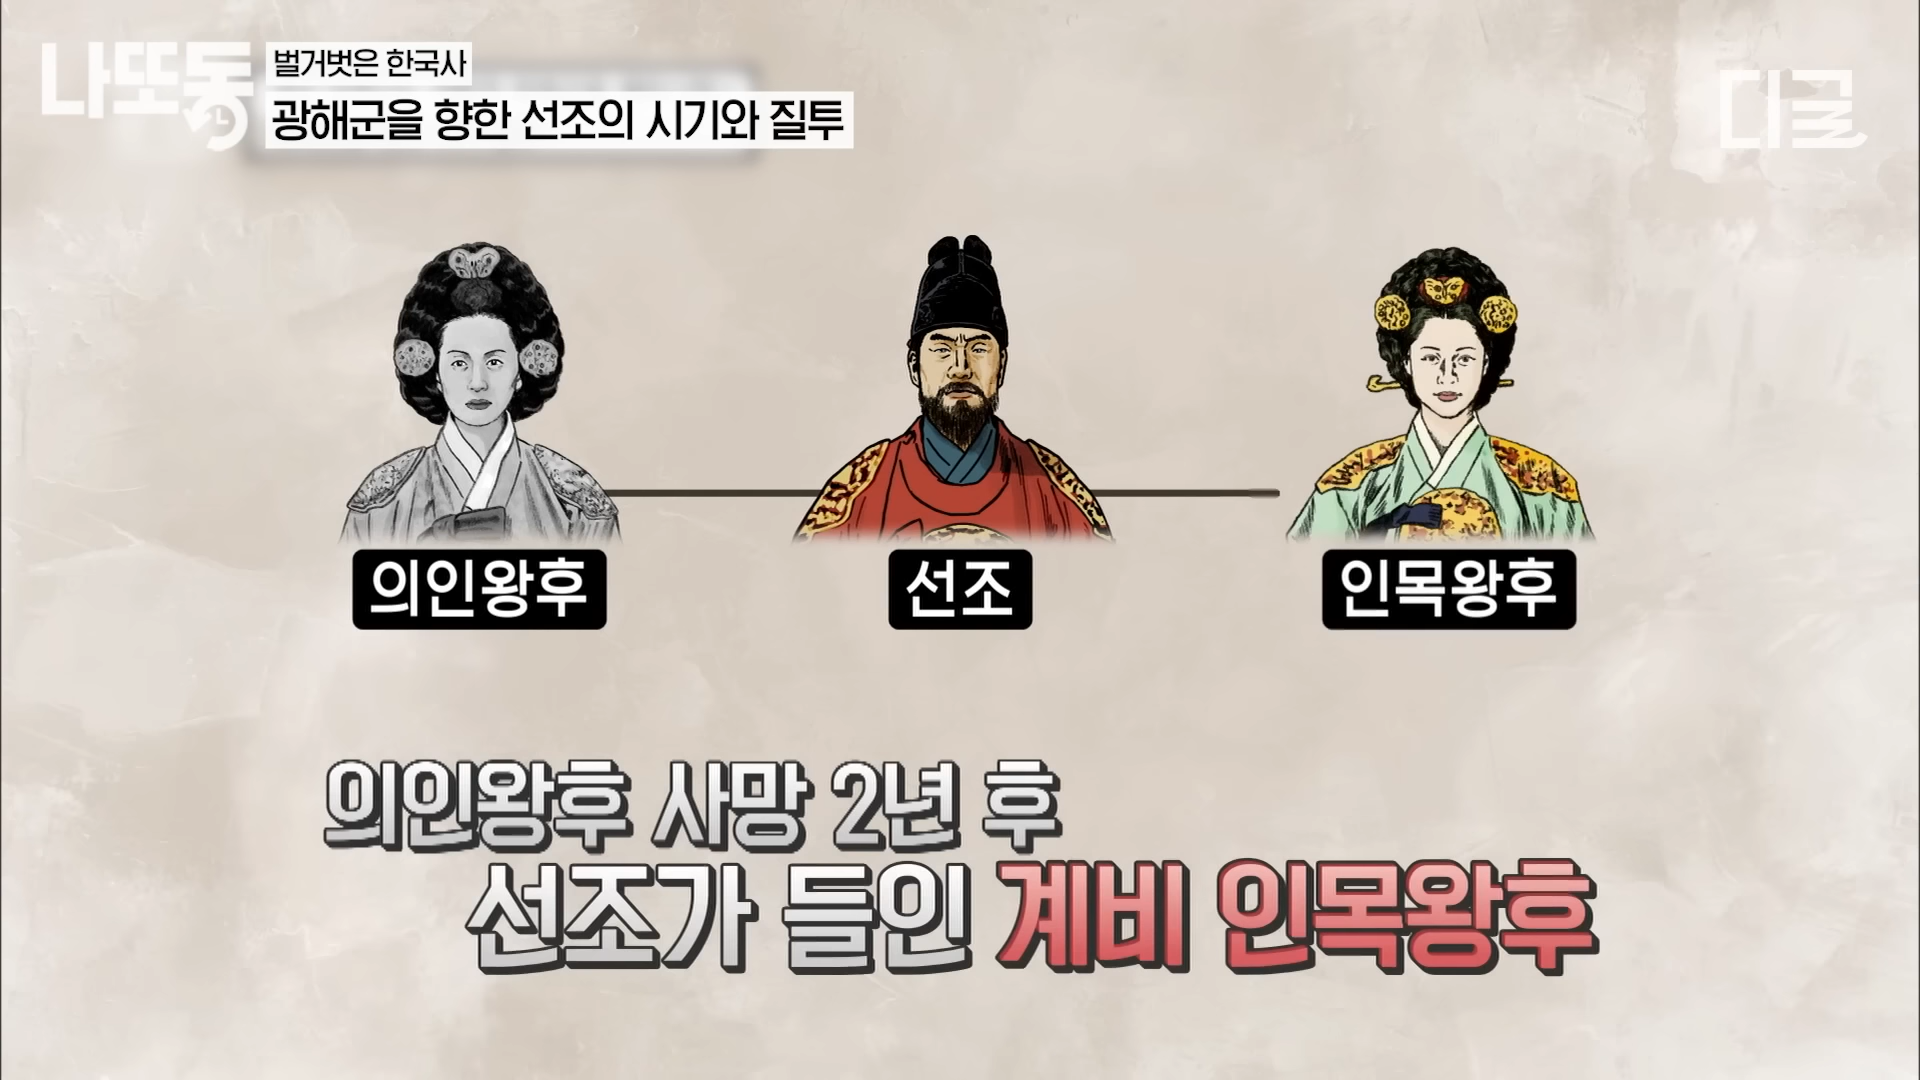 나또동
벌거벗은 한국사
광해군을 향한 선조의 시기와 질투
디글
의인왕후
선조
인목왕후
의인왕후 사망 2년 후
선조가 들인 계비 인목왕후